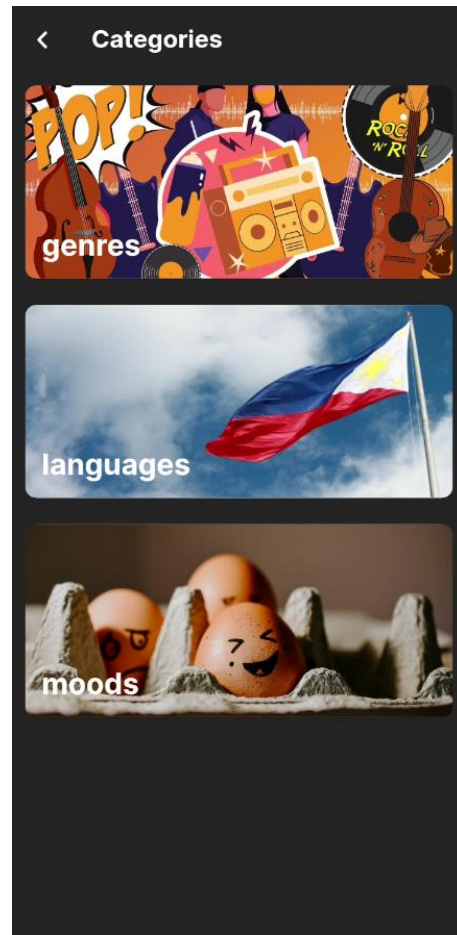 Categories
POP!
ROCK
'N' ROLL
genres
languages
moods